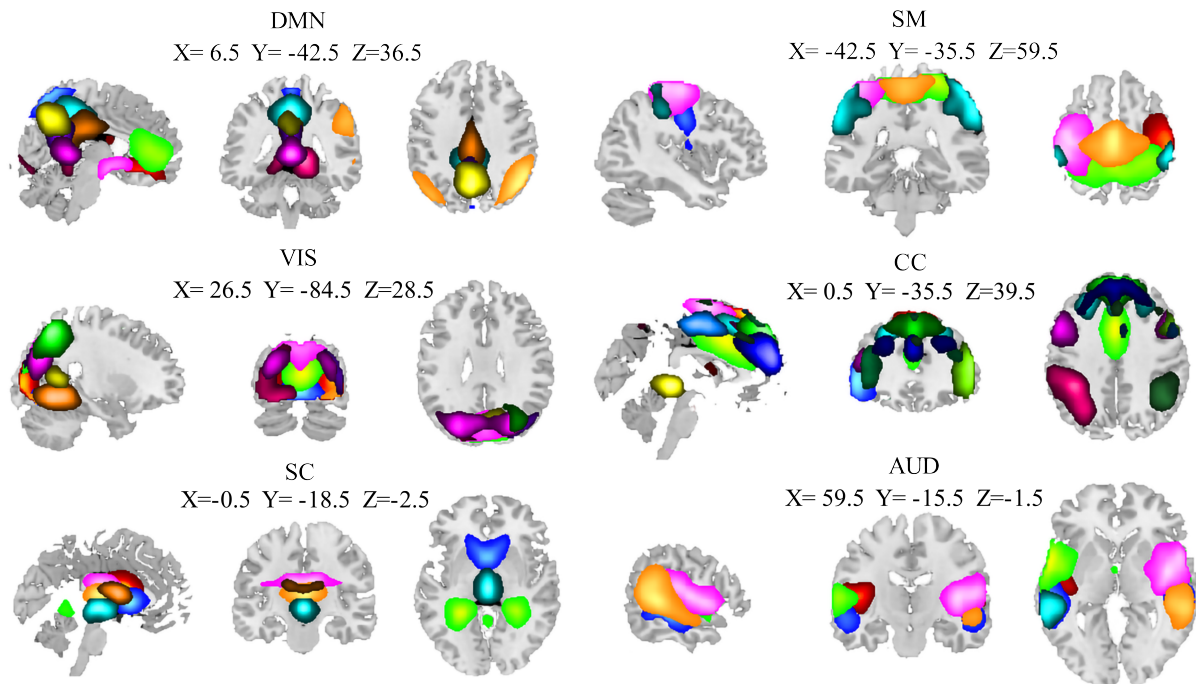 DMN
X= 6.5 Y= -42.5 Z=36.5
SM
X= -42.5 Y= -35.5 Z=59.5
VIS
X= 26.5 Y= -84.5 Z=28.5
CC
X= 0.5 Y= -35.5 Z=39.5
SC
X=-0.5 Y= -18.5 Z=-2.5
AUD
X= 59.5 Y= -15.5 Z=-1.5